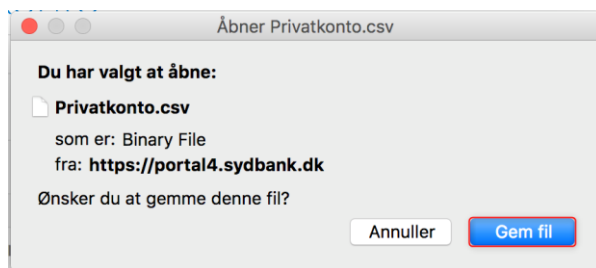 Åbner Privatkonto.csv
Du har valgt at åbne:
Privatkonto.csv
som er: Binary File
fra: https://portal4.sydbank.dk
Ønsker du at gemme denne fil?
Annuller Gem fil